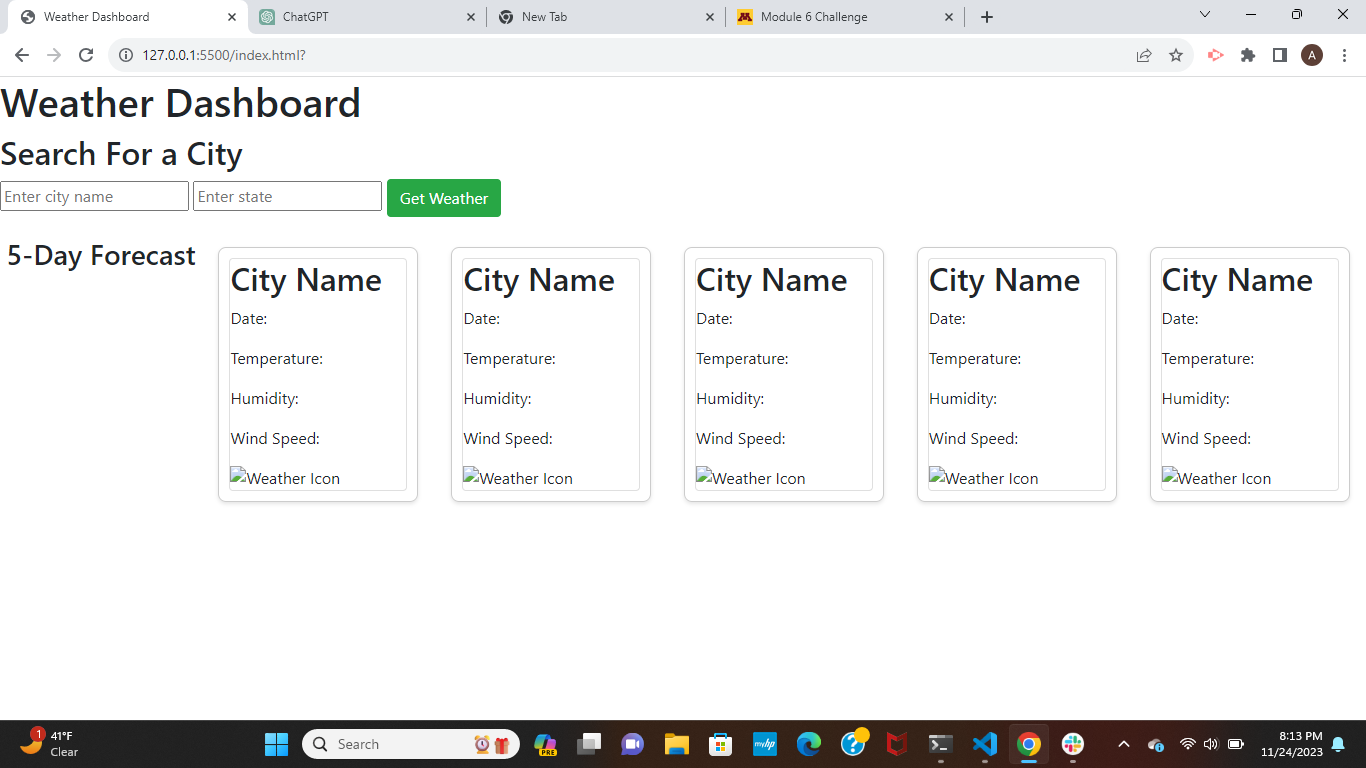 Weather Dashboard
ChatGPT
New Tab
Module 6 Challenge
127.0.0.1:5500/index.html?
A
Weather Dashboard
Search For a City
Enter city name
Enter state
Get Weather
5-Day Forecast
City Name
Date:
Temperature:
Humidity:
Wind Speed:
Weather Icon
City Name
Date:
Temperature:
Humidity:
Wind Speed:
Weather Icon
City Name
Date:
Temperature:
Humidity:
Wind Speed:
Weather Icon
City Name
Date:
Temperature:
Humidity:
Wind Speed:
Weather Icon
City Name
Date:
Temperature:
Humidity:
Wind Speed:
Weather Icon
1
41°F
Clear
Search
PRE
myhp
8:13 PM
11/24/2023